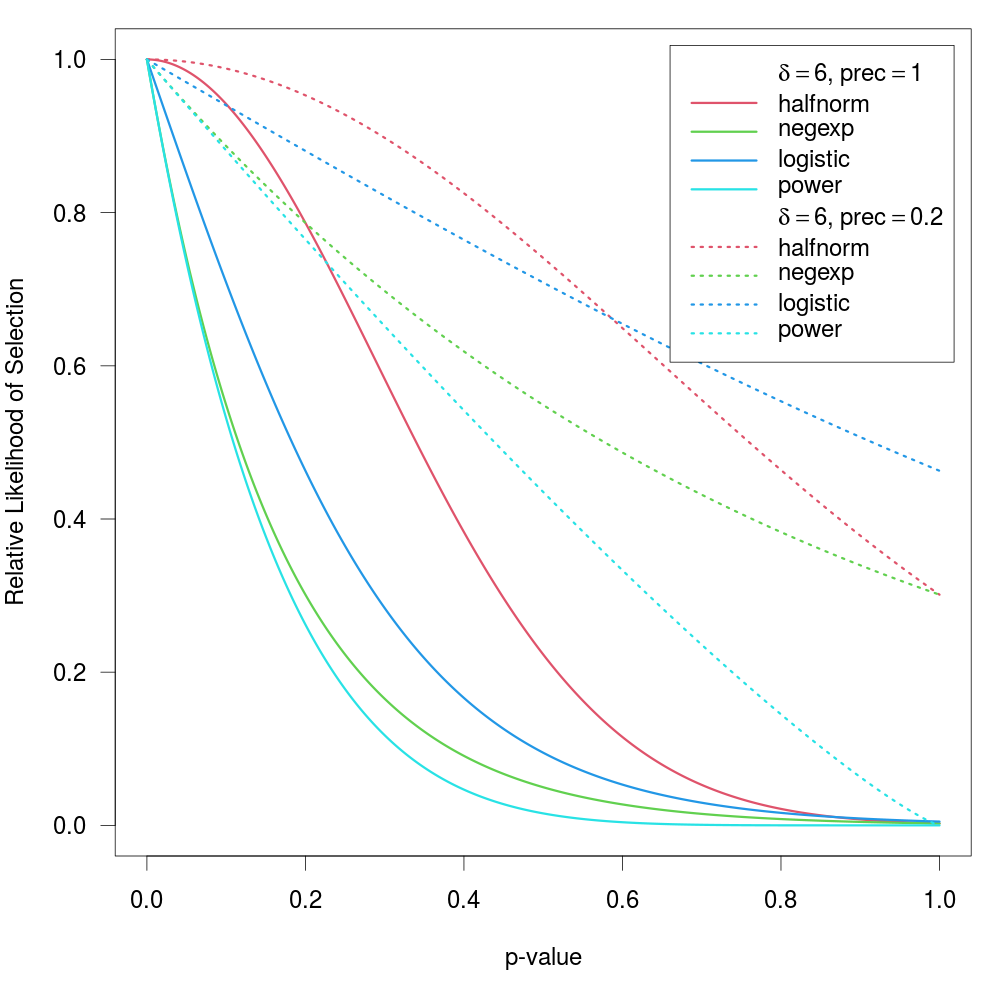 Relative Likelihood of Selection
1.0
0.8
0.6
0.4
0.2
0.0
δ = 6, prec = 1
halfnorm
negexp
logistic
power
δ = 6, prec = 0.2
halfnorm
negexp
logistic
power
0.0 0.2 0.4 0.6 0.8 1.0
p-value